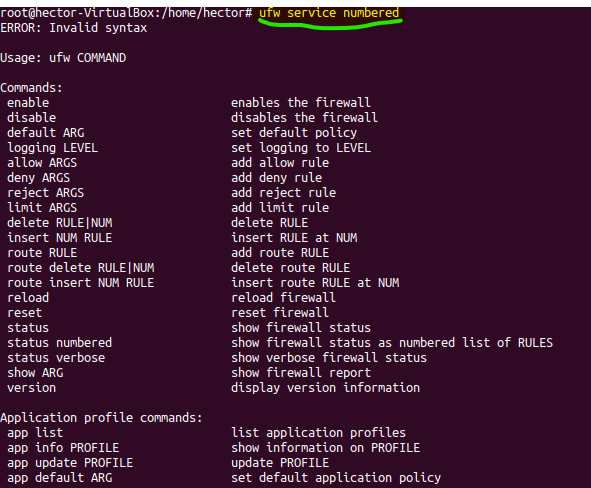 root@hector-VirtualBox:/home/hector# ufw service numbered
ERROR: Invalid syntax
Usage: ufw COMMAND
Commands:
enable enables the firewall
disable disables the firewall
default ARG set default policy
logging LEVEL set logging to LEVEL
allow ARGS add allow rule
deny ARGS add deny rule
reject ARGS add reject rule
limit ARGS add limit rule
delete RULE|NUM delete RULE
insert NUM RULE insert RULE at NUM
route RULE add route RULE
route delete RULE|NUM delete route RULE
route insert NUM RULE insert route RULE at NUM
reload reload firewall
reset reset firewall
status show firewall status
status numbered show firewall status as numbered list of RULES
status verbose show verbose firewall status
show ARG show firewall report
version display version information
Application profile commands:
app list list application profiles
app info PROFILE show information on PROFILE
app update PROFILE update PROFILE
app default ARG set default application policy